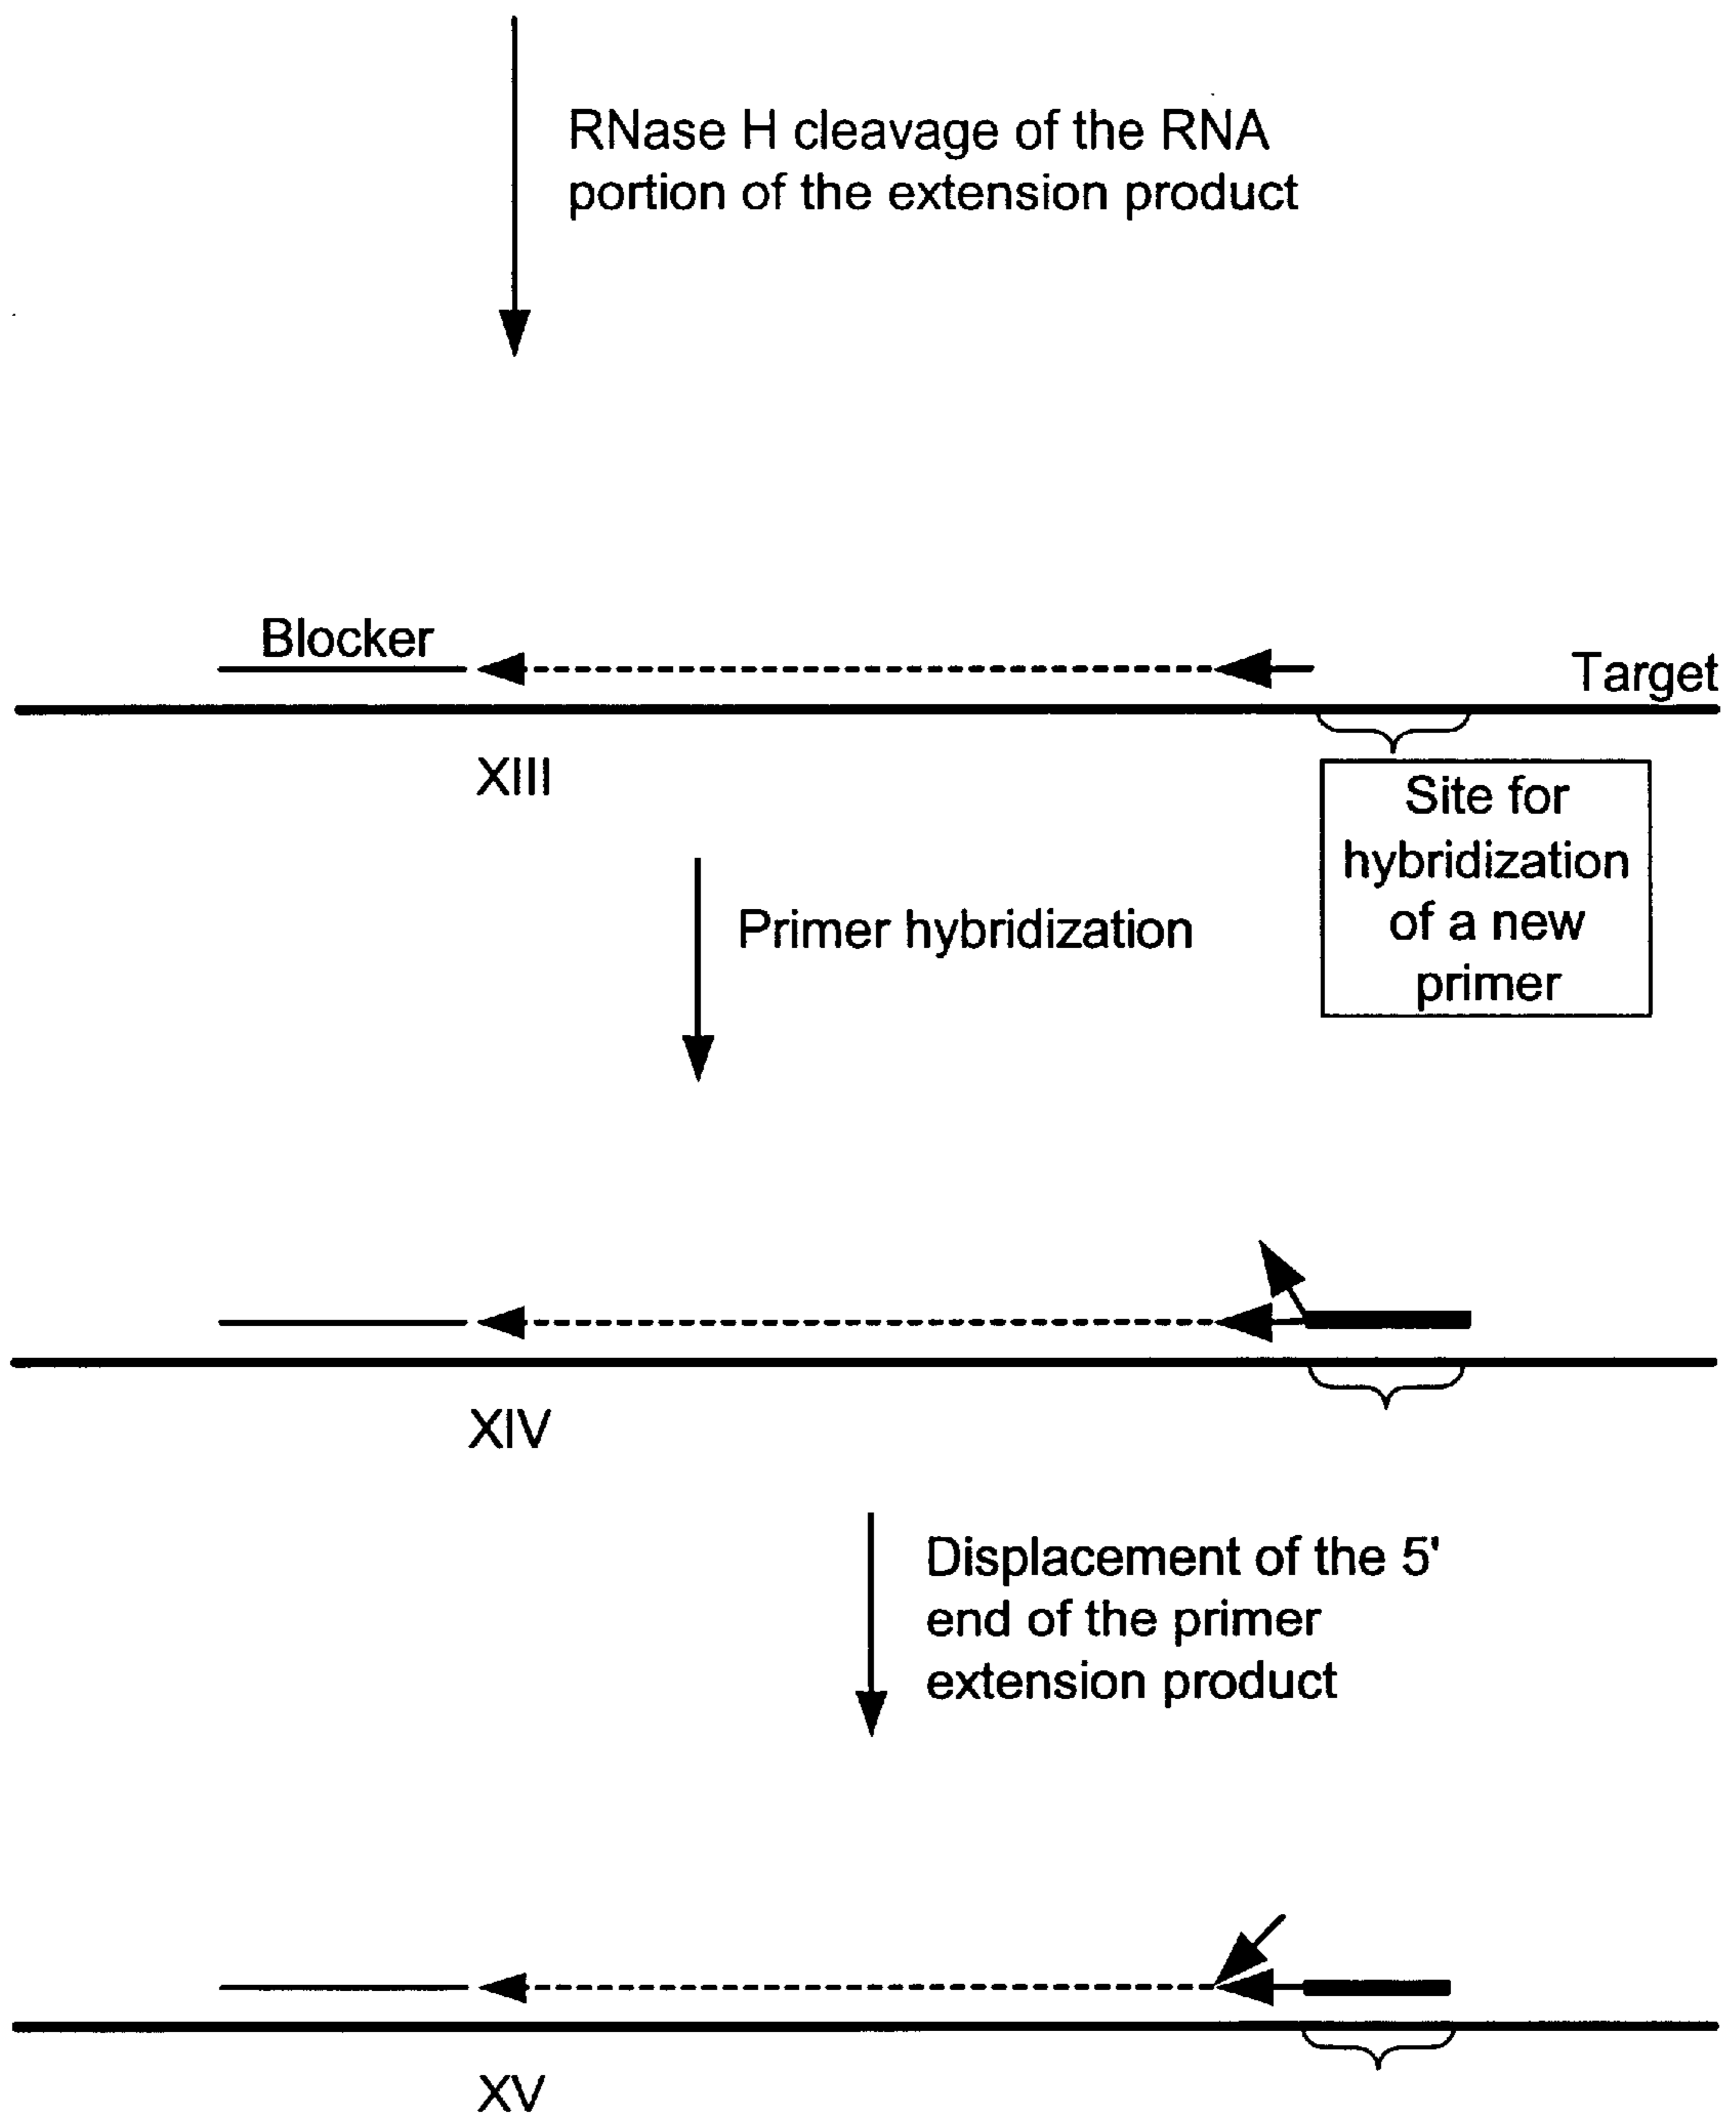 RNase H cleavage of the RNA
portion of the extension product
Blocker
Target
XIII
Site for
hybridization
of a new
primer
Primer hybridization
XIV
Displacement of the 5'
end of the primer
extension product
XV